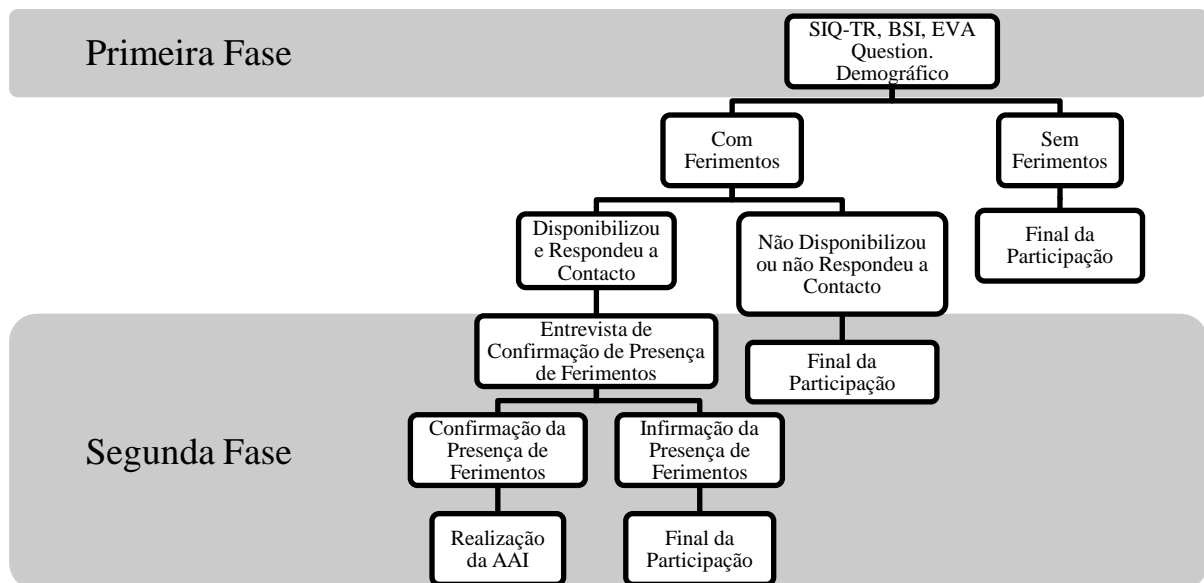 Primeira Fase
SIQ-TR, BSI, EVA
Question.
Demográfico
Com
Ferimentos
Sem
Ferimentos
Disponibilizou
e Respondeu a
Contacto
Não Disponibilizou
ou não Respondeu a
Contacto
Final da
Participação
Segunda Fase
Entrevista de
Confirmação de Presença
de Ferimentos
Final da
Participação
Confirmação da
Presença de
Ferimentos
Infirmação da
Presença de
Ferimentos
Realização
da AAI
Final da
Participação